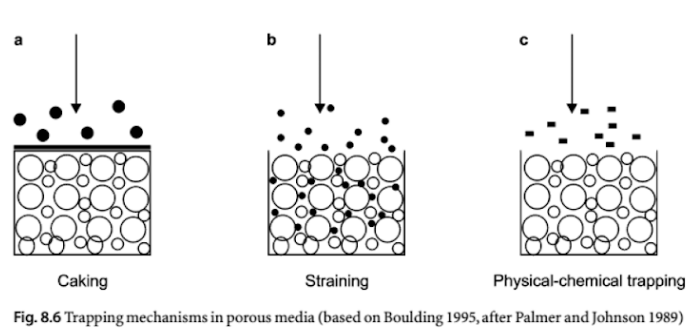 a
b
c
Caking
Straining
Physical-chemical trapping
Fig. 8.6 Trapping mechanisms in porous media (based on Boulding 1995, after Palmer and Johnson 1989)